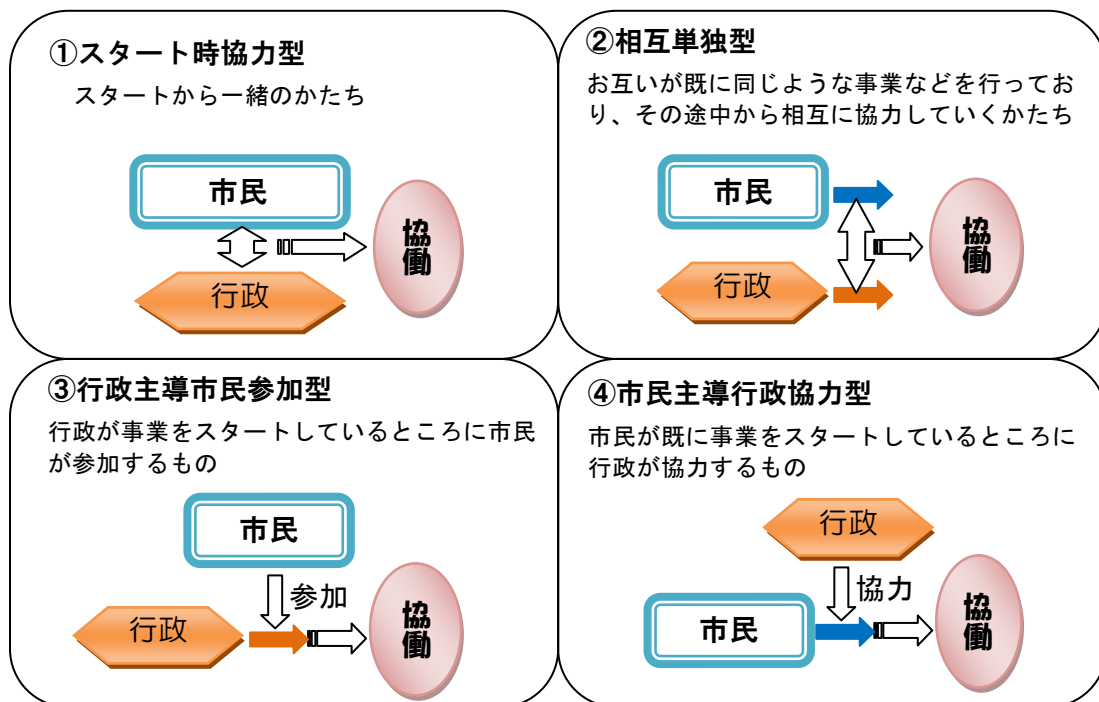 ①スタート時協力型
スタートから一緒のかたち
市民
行政
協働
②相互単独型
お互いが既に同じような事業などを行ってお
り、その途中から相互に協力していくかたち
市民
行政
協働
③行政主導市民参加型
行政が事業をスタートしているところに市民
が参加するもの
市民
参加
行政
協働
④市民主導行政協力型
市民が既に事業をスタートしているところに
行政が協力するもの
行政
協力
市民
協働